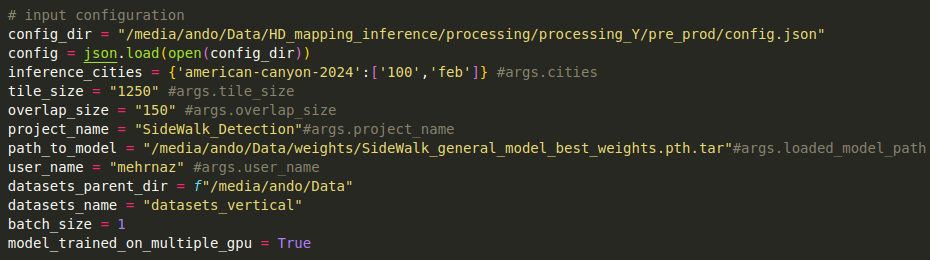 # input configuration
config_dir = "/media/ando/Data/HD_mapping_inference/processing/processing_Y/pre_prod/config.json"
config = json.load(open(config_dir))
inference_cities = {'american-canyon-2024':['100','feb']} #args.cities
tile_size = "1250" #args.tile_size
overlap_size = "150" #args.overlap_size
project_name = "SideWalk_Detection"#args.project_name
path_to_model = "/media/ando/Data/weights/SideWalk_general_model_best_weights.pth.tar"#args.loaded_model_path
user_name = "mehrnaz" #args.user_name
datasets_parent_dir = f"/media/ando/Data"
datasets_name = "datasets_vertical"
batch_size = 1
model_trained_on_multiple_gpu = True